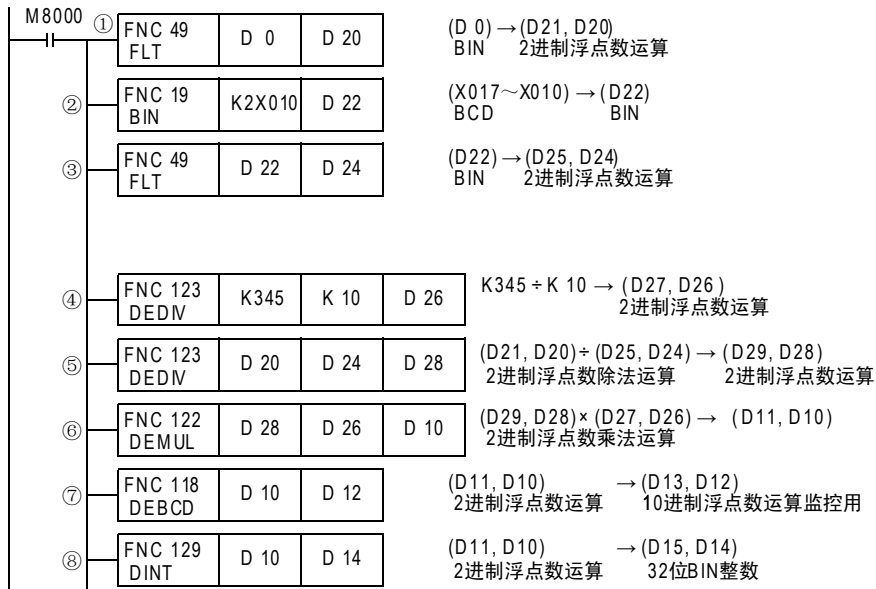 M8000
① FNC 49 D 0 D 20 (D 0)→(D21, D20)
FLT BIN 2进制浮点数运算
② FNC 19 K2X010 D 22 (X017～X010)→(D22)
BIN BCD BIN
③ FNC 49 D 22 D 24 (D22)→(D25, D24)
FLT BIN 2进制浮点数运算
④ FNC 123 K345 K 10 D 26 K345÷K 10 → (D27, D26)
DEDIV 2进制浮点数运算
⑤ FNC 123 D 20 D 24 D 28 (D21, D20)÷(D25, D24)→ (D29, D28)
DEDIV 2进制浮点数除法运算 2进制浮点数运算
⑥ FNC 122 D 28 D 26 D 10 (D29, D28)×(D27, D26)→ (D11, D10)
DEMUL 2进制浮点数乘法运算
⑦ FNC 118 D 10 D 12 (D11, D10) →(D13, D12)
DEBCD 2进制浮点数运算 10进制浮点数运算监控用
⑧ FNC 129 D 10 D 14 (D11, D10) →(D15, D14)
DINT 2进制浮点数运算 32位BIN整数